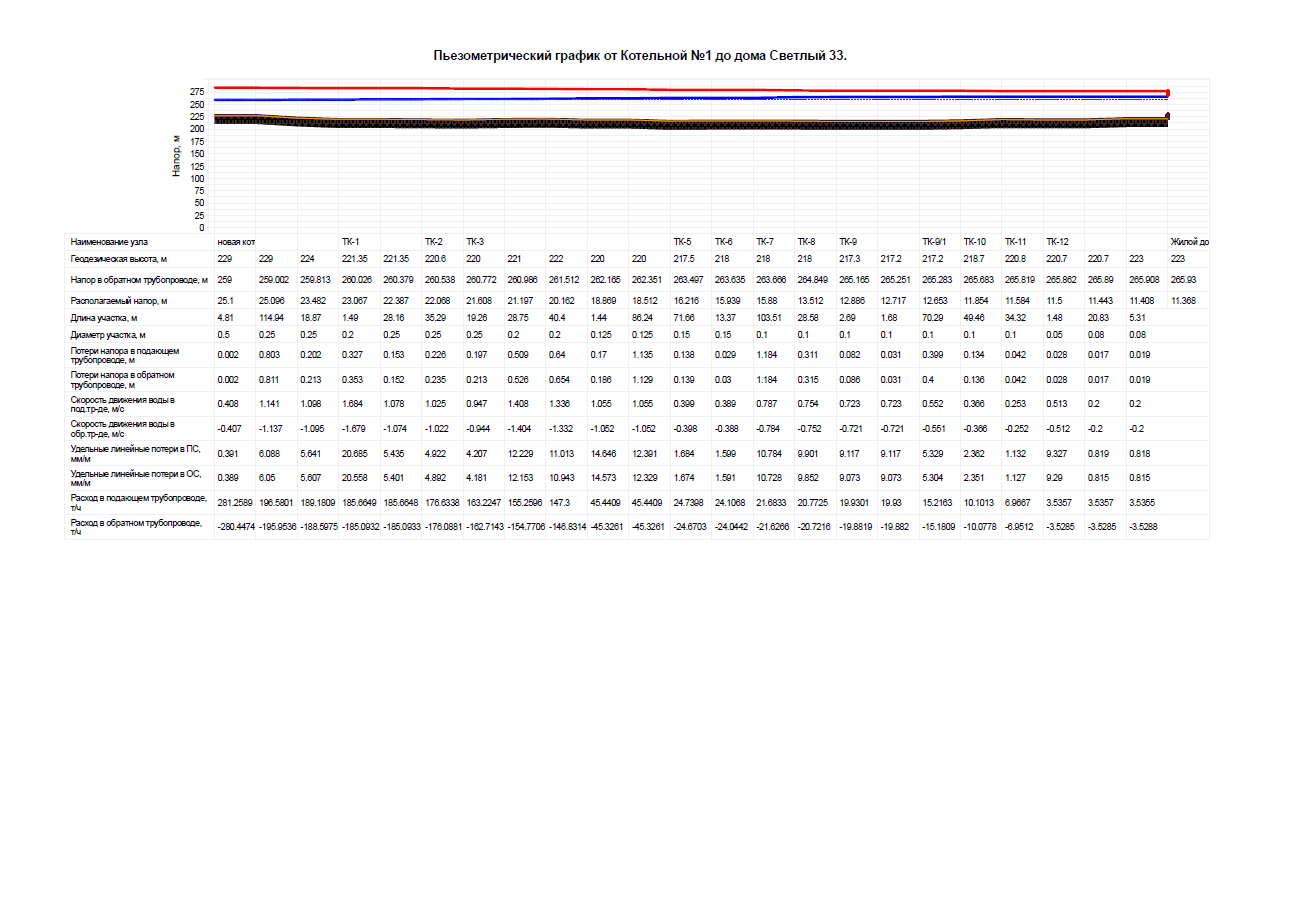 Пьезометрический график от Котельной №1 до дома Светлый 33.
275
250
225
200
175
150
125
100
75
50
25
0
Напор, м
Наименование узла новая кот ТК-1 ТК-2 ТК-3 ТК-5 ТК-6 ТК-7 ТК-8 ТК-9 ТК-9/1 ТК-10 ТК-11 ТК-12 Жилой до
Геодезическая высота, м 229 229 224 221.35 221.35 220.6 220 221 222 220 220 217.5 218 218 218 217.3 217.2 217.2 218.7 220.8 220.7 220.7 223 223
Напор в обратном трубопроводе, м 259 259.002 259.813 260.026 260.379 260.538 260.772 260.986 261.512 262.165 262.351 263.497 263.635 263.666 264.849 265.165 265.251 265.283 265.683 265.819 265.862 265.89 265.908 265.93
Располагаемый напор, м 25.1 25.096 23.482 23.067 22.387 22.068 21.608 21.197 20.162 18.869 18.512 16.216 15.939 15.88 13.512 12.886 12.717 12.653 11.854 11.584 11.5 11.443 11.408 11.368
Длина участка, м 4.81 114.94 18.87 1.49 28.16 35.29 19.26 28.75 40.4 1.44 86.24 71.66 13.37 103.51 28.58 2.69 1.68 70.29 49.46 34.32 1.48 20.83 5.31
Диаметр участка, м 0.5 0.25 0.25 0.2 0.25 0.25 0.25 0.2 0.2 0.125 0.125 0.15 0.15 0.1 0.1 0.1 0.1 0.1 0.1 0.1 0.05 0.08 0.08
Потери напора в подающем
трубопроводе, м 0.002 0.803 0.202 0.327 0.153 0.226 0.197 0.509 0.64 0.17 1.135 0.138 0.029 1.184 0.311 0.082 0.031 0.399 0.134 0.042 0.028 0.017 0.019
Потери напора в обратном
трубопроводе, м 0.002 0.811 0.213 0.353 0.152 0.235 0.213 0.526 0.654 0.186 1.129 0.139 0.03 1.184 0.315 0.086 0.031 0.4 0.136 0.042 0.028 0.017 0.019
Скорость движения воды в
под.тр-де, м/с 0.408 1.141 1.098 1.684 1.078 1.025 0.947 1.408 1.336 1.055 1.055 0.399 0.389 0.787 0.754 0.723 0.723 0.552 0.366 0.253 0.513 0.2 0.2
Скорость движения воды в
обр.тр-де, м/с -0.407 -1.137 -1.095 -1.679 -1.074 -1.022 -0.944 -1.404 -1.332 -1.052 -1.052 -0.398 -0.388 -0.784 -0.752 -0.721 -0.721 -0.551 -0.366 -0.252 -0.512 -0.2 -0.2
Удельные линейные потери в ПС,
мм/м 0.391 6.088 5.641 20.685 5.435 4.922 4.207 12.229 11.013 14.646 12.391 1.684 1.599 10.784 9.901 9.117 9.117 5.329 2.362 1.132 9.327 0.819 0.818
Удельные линейные потери в ОС,
мм/м 0.389 6.05 5.607 20.558 5.401 4.892 4.181 12.153 10.943 14.573 12.329 1.674 1.591 10.728 9.852 9.073 9.073 5.304 2.351 1.127 9.29 0.815 0.815
Расход в подающем трубопроводе,
т/ч 281.2589 196.5801 189.1809 185.6649 185.6648 176.6338 163.2247 155.2596 147.3 45.4409 45.4409 24.7398 24.1068 21.6833 20.7725 19.9301 19.93 15.2163 10.1013 6.9667 3.5357 3.5357 3.5355
Расход в обратном трубопроводе,
т/ч -280.4474 -195.9536 -188.5975 -185.0932 -185.0933 -176.0881 -162.7143 -154.7706 -146.8314 -45.3261 -45.3261 -24.6703 -24.0442 -21.6266 -20.7216 -19.8819 -19.882 -15.1809 -10.0778 -6.9512 -3.5285 -3.5285 -3.5288